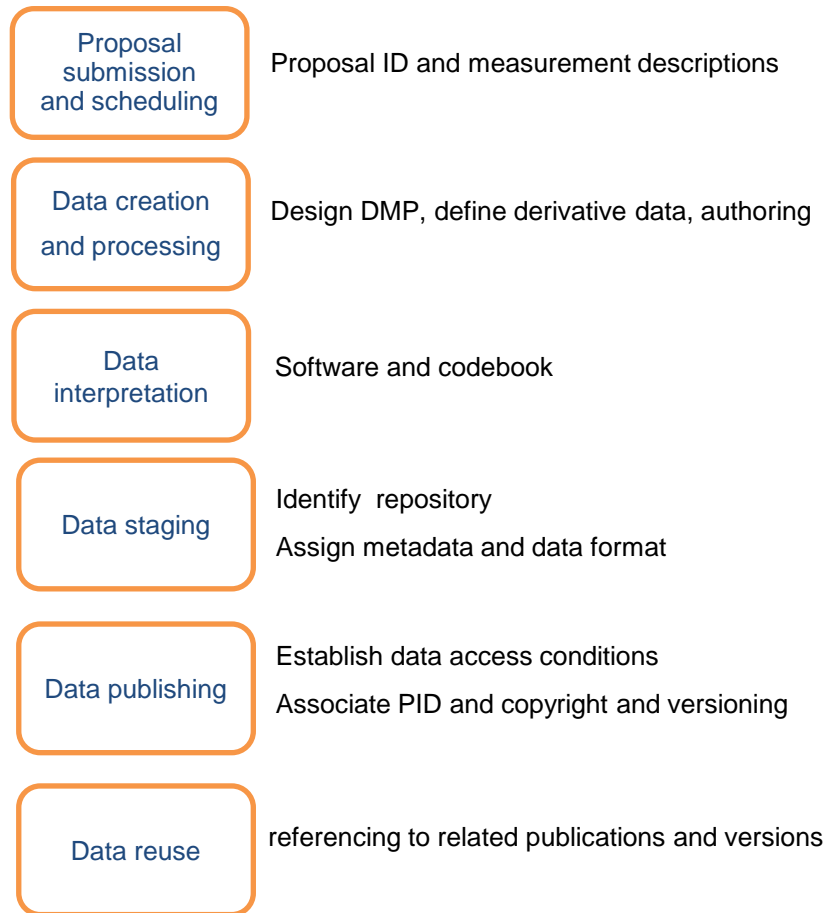 Proposal
submission
and scheduling
Proposal ID and measurement descriptions
Data creation
and processing
Design DMP, define derivative data, authoring
Data
interpretation
Software and codebook
Data staging
Identify repository
Assign metadata and data format
Data publishing
Establish data access conditions
Associate PID and copyright and versioning
Data reuse
referencing to related publications and versions